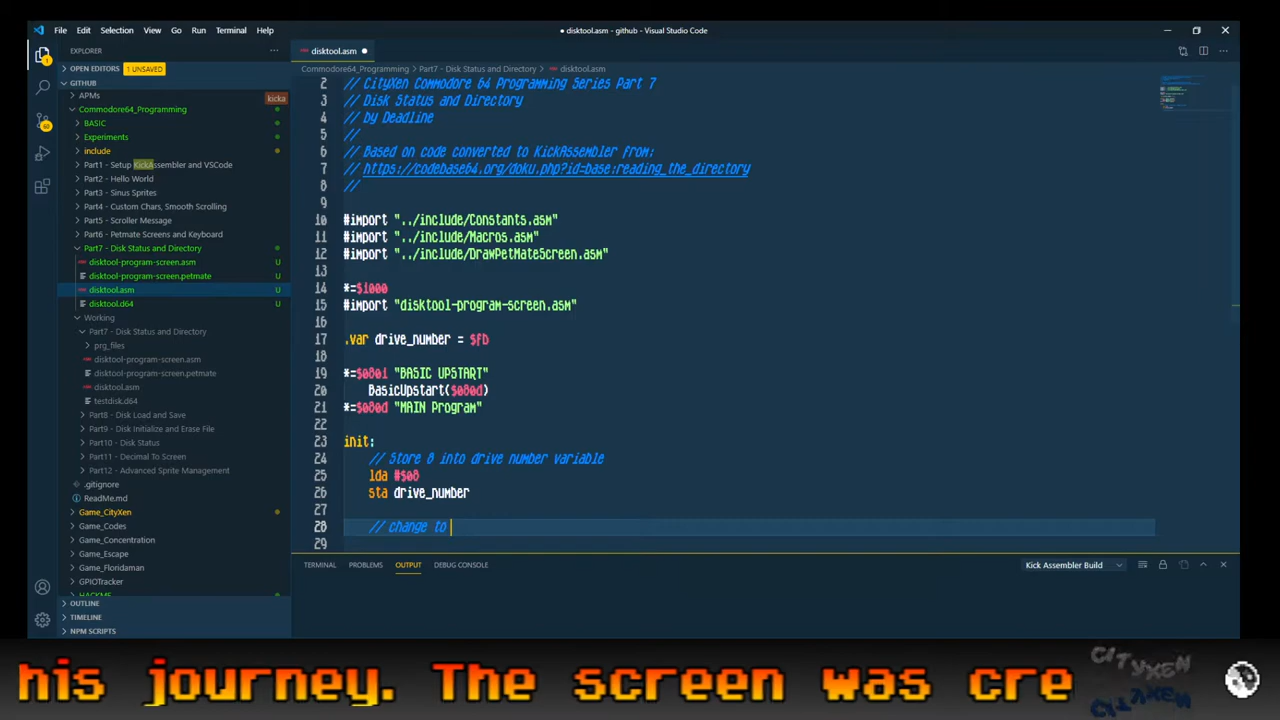 File Edit Selection View Go Run Terminal Help
● disktool.asm - github - Visual Studio Code
EXPLORER
OPEN EDITORS 1 UNSAVED
GITHUB
kicka
APMs
Commodore64_Programming
BASIC
Experiments
include
Part1 - Setup KickAssembler and VSCode
Part2 - Hello World
Part3 - Sinus Sprites
Part4 - Custom Chars, Smooth Scrolling
Part5 - Scroller Message
Part6 - Petmate Screens and Keyboard
Part7 - Disk Status and Directory
disktool-program-screen.asm U
disktool-program-screen.petmate U
disktool.asm U
disktool.d64 U
Working
Part7 - Disk Status and Directory
prg_files
disktool-program-screen.asm
disktool-program-screen.petmate
disktool.asm
testdisk.d64
Part8 - Disk Load and Save
Part9 - Disk Initialize and Erase File
Part10 - Disk Status
Part11 - Decimal To Screen
Part12 - Advanced Sprite Management
.gitignore
ReadMe.md
Game_CityXen
Game_Codes
Game_Concentration
Game_Escape
Game_Floridaman
GPIOTracker
HACKME
OUTLINE
TIMELINE
NPM SCRIPTS
disktool.asm ●
Commodore64_Programming > Part7 - Disk Status and Directory > disktool.asm
2 // CityXen Commodore 64 Programming Series Part 7
3 // Disk Status and Directory
4 // by Deadline
5 //
6 // Based on code converted to KickAssembler from:
7 // https://codebase64.org/doku.php?id=base:reading_the_directory
8 //
9
10 #import "../include/Constants.asm"
11 #import "../include/Macros.asm"
12 #import "../include/DrawPetMateScreen.asm"
13
14 *=$1000
15 #import "disktool-program-screen.asm"
16
17 .var drive_number = $fb
18
19 *=$0801 "BASIC UPSTART"
20 BasicUpstart($080d)
21 *=$080d "MAIN Program"
22
23 init:
24 // Store 8 into drive number variable
25 lda #$08
26 sta drive_number
27
28 // change to
29
TERMINAL PROBLEMS OUTPUT DEBUG CONSOLE
Kick Assembler Build
his journey. The screen was cre
CITYXEN
CITYXEN